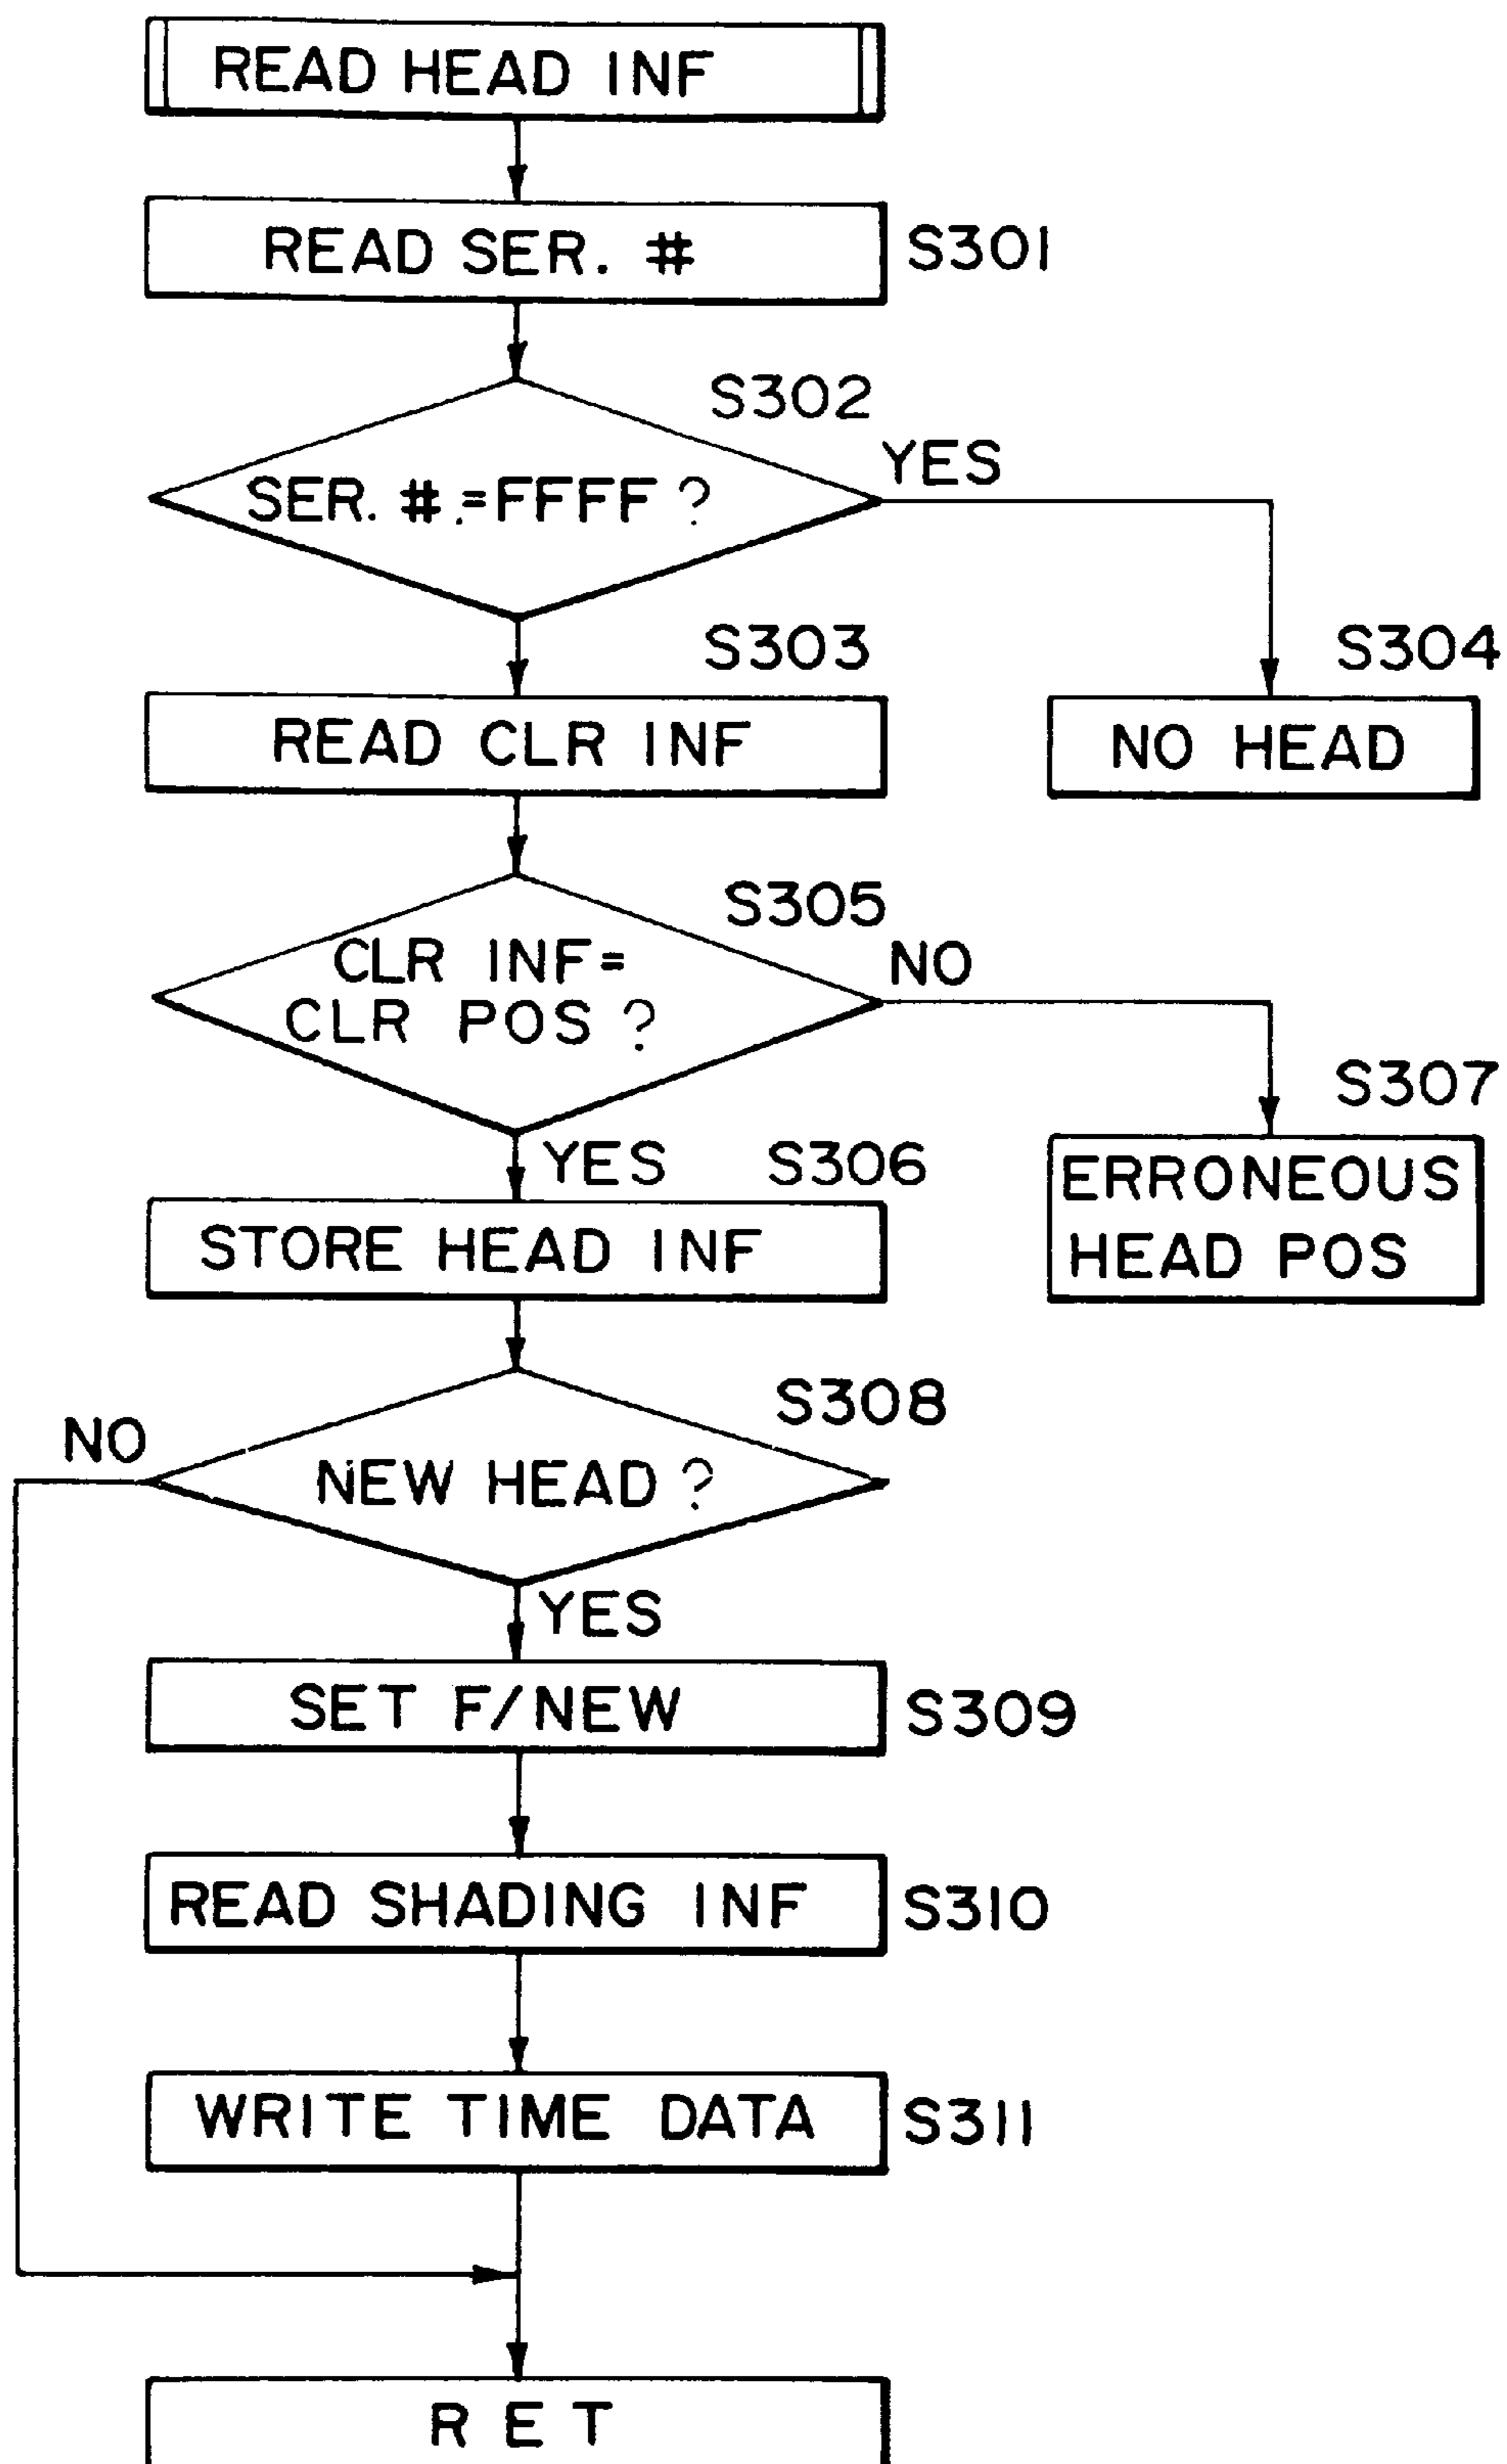 READ HEAD INF
READ SER. #
S301
S302
SER. #.=FFFF ?
YES
S303
S304
READ CLR INF
NO HEAD
S305
CLR INF=
CLR POS ?
NO
S307
YES
S306
ERRONEOUS
HEAD POS
STORE HEAD INF
S308
NO
NEW HEAD ?
YES
SET F/NEW
S309
READ SHADING INF
S310
WRITE TIME DATA
S311
RET